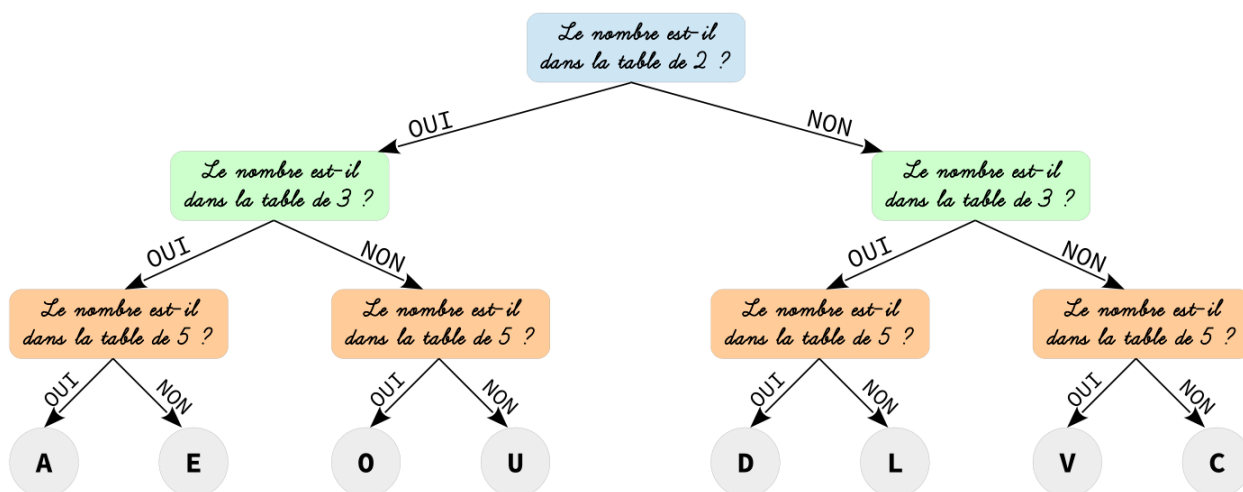 Le nombre est-il
dans la table de 2 ?
OUI
NON
Le nombre est-il
dans la table de 3 ?
Le nombre est-il
dans la table de 3 ?
OUI
NON
OUI
NON
Le nombre est-il
dans la table de 5 ?
Le nombre est-il
dans la table de 5 ?
Le nombre est-il
dans la table de 5 ?
Le nombre est-il
dans la table de 5 ?
OUI
NON
OUI
NON
OUI
NON
OUI
NON
A
E
O
U
D
L
V
C